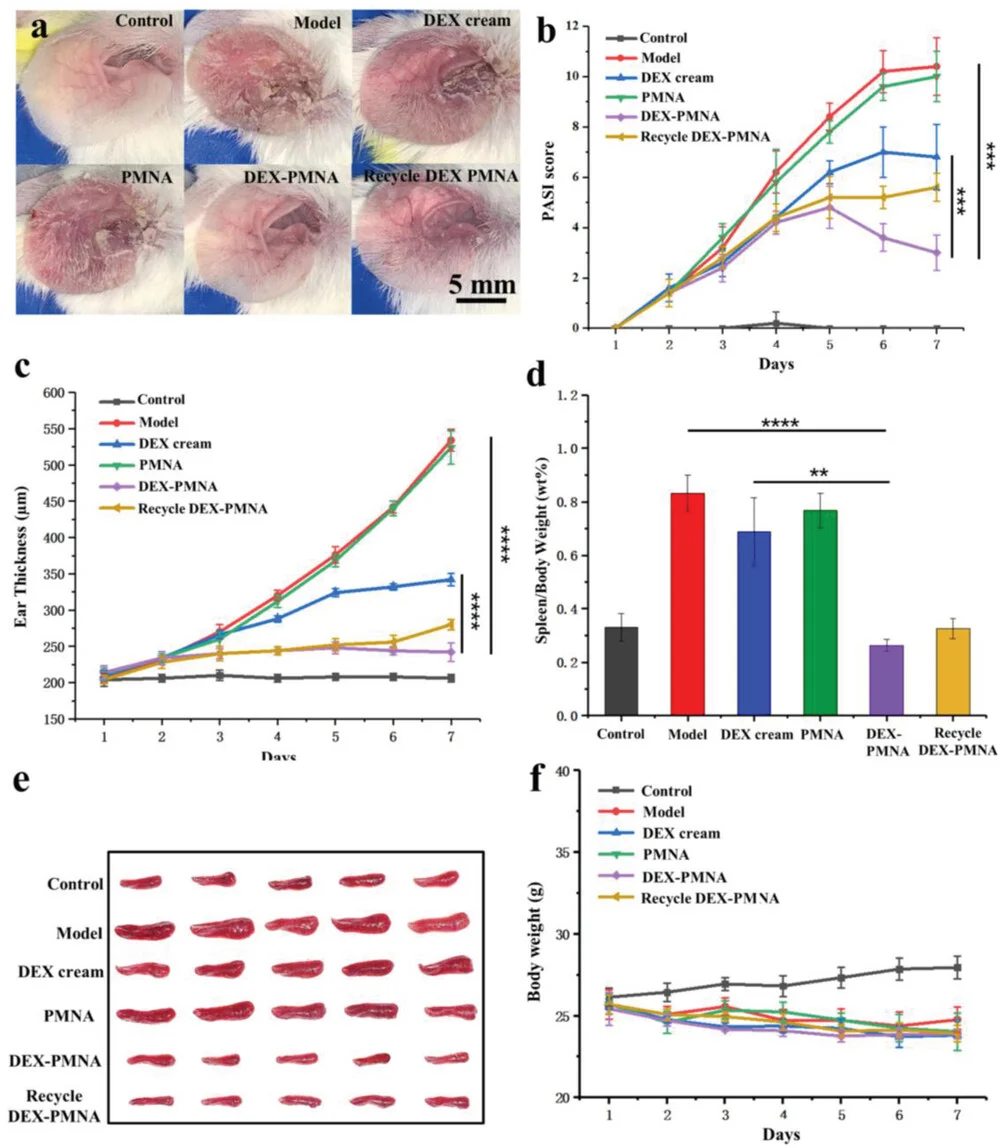 a
Control
Model
DEX cream
PMNA
DEX-PMNA
Recycle DEX PMNA
5 mm
b
12
10
8
6
4
2
0
PASI score
Control
Model
DEX cream
PMNA
DEX-PMNA
Recycle DEX-PMNA
***
***
1 2 3 4 5 6 7
Days
c
600
550
500
450
400
350
300
250
200
150
Ear Thickness (μm)
Control
Model
DEX cream
PMNA
DEX-PMNA
Recycle DEX-PMNA
****
****
1 2 3 4 5 6 7
Days
d
1.2
1.0
0.8
0.6
0.4
0.2
0.0
Spleen/Body Weight (wt%)
****
**
Control Model DEX cream PMNA DEX- Recycle
PMNA DEX-PMNA
e
Control
Model
DEX cream
PMNA
DEX-PMNA
Recycle
DEX-PMNA
f
40
35
30
25
20
Body weight (g)
Control
Model
DEX cream
PMNA
DEX-PMNA
Recycle DEX-PMNA
1 2 3 4 5 6 7
Days